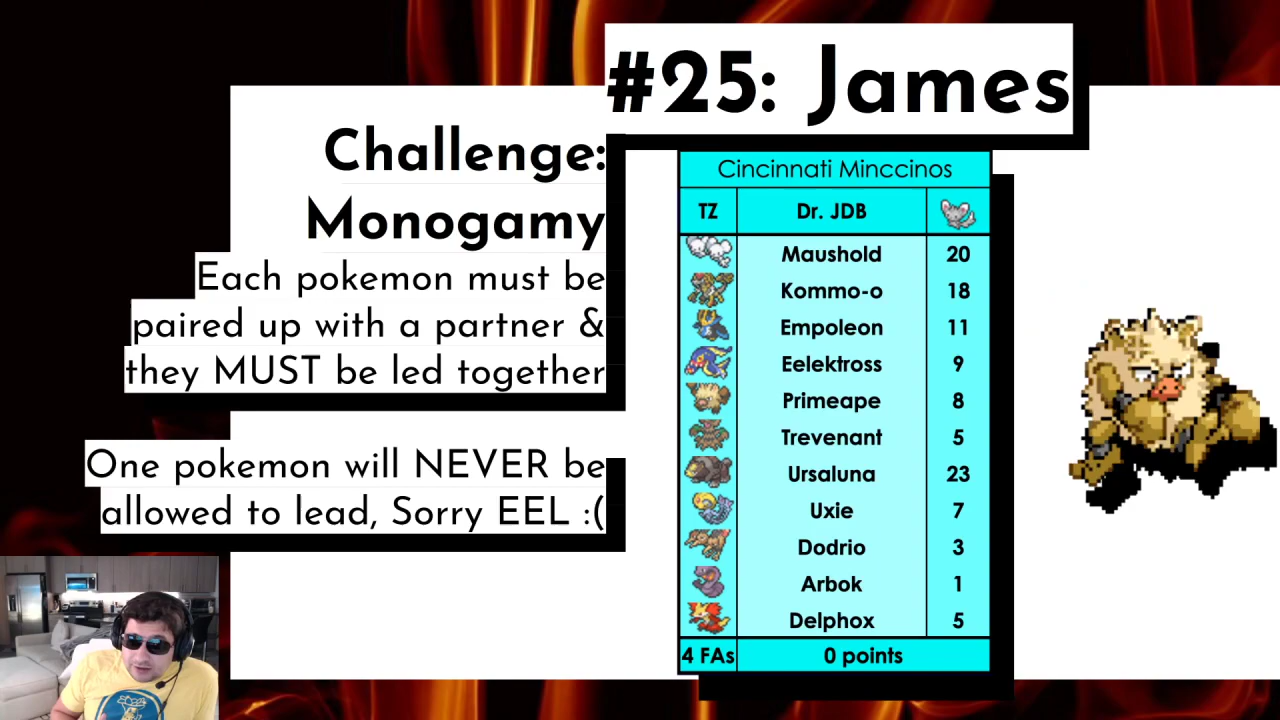 #25: James
Challenge:
Monogamy
Each pokemon must be
paired up with a partner &
they MUST be led together
One pokemon will NEVER be
allowed to lead, Sorry EEL :(
Cincinnati Minccinos
TZ Dr. JDB
Maushold 20
Kommo-o 18
Empoleon 11
Eelektross 9
Primeape 8
Trevenant 5
Ursaluna 23
Uxie 7
Dodrio 3
Arbok 1
Delphox 5
4 FAs 0 points